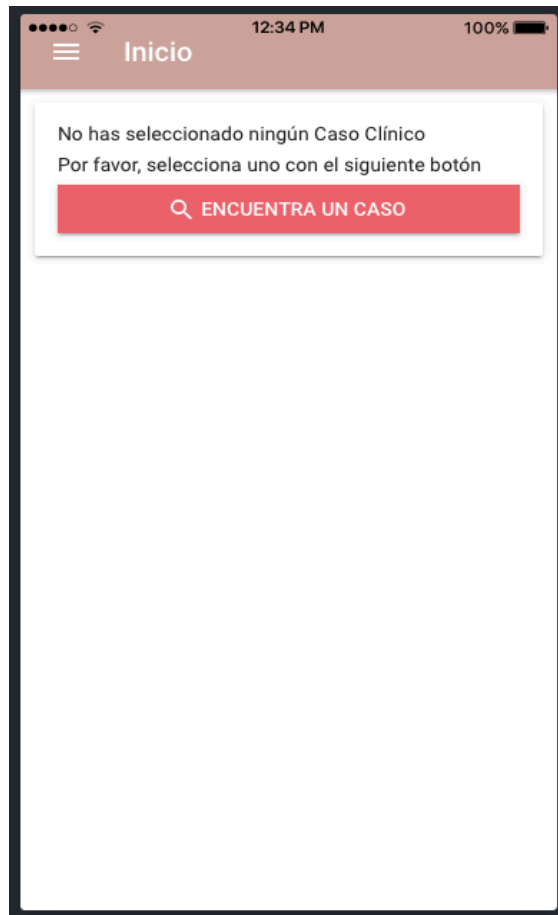 12:34 PM
100%
Inicio
No has seleccionado ningún Caso Clínico
Por favor, selecciona uno con el siguiente botón
ENCUENTRA UN CASO